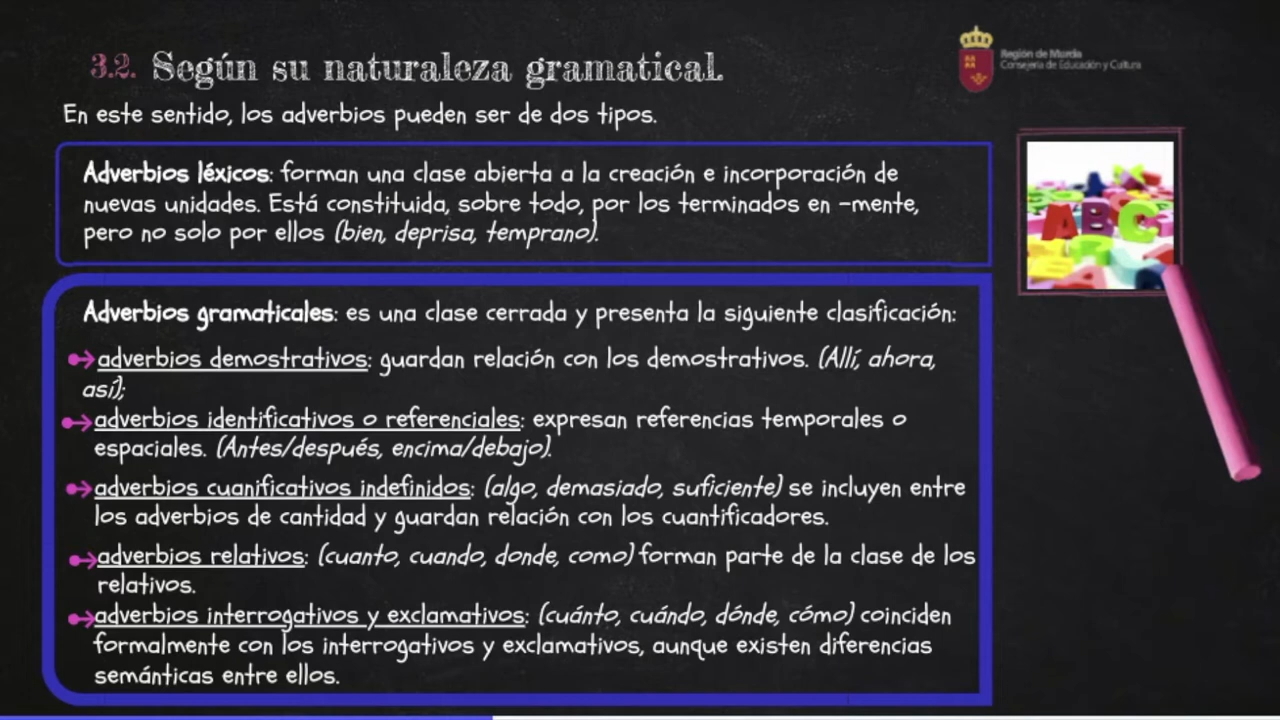 3.2. Según su naturaleza gramatical.
Región de Murcia
Consejería de Educación y Cultura
En este sentido, los adverbios pueden ser de dos tipos.
Adverbios léxicos: forman una clase abierta a la creación e incorporación de
nuevas unidades. Está constituida, sobre todo, por los terminados en –mente,
pero no solo por ellos (bien, deprisa, temprano).
ABC
Adverbios gramaticales: es una clase cerrada y presenta la siguiente clasificación:
adverbios demostrativos: guardan relación con los demostrativos. (Allí, ahora,
así);
adverbios identificativos o referenciales: expresan referencias temporales o
espaciales. (Antes/después, encima/debajo).
adverbios cuanificativos indefinidos: (algo, demasiado, suficiente) se incluyen entre
los adverbios de cantidad y guardan relación con los cuantificadores.
adverbios relativos: (cuanto, cuando, donde, como) forman parte de la clase de los
relativos.
adverbios interrogativos y exclamativos: (cuánto, cuándo, dónde, cómo) coinciden
formalmente con los interrogativos y exclamativos, aunque existen diferencias
semánticas entre ellos.